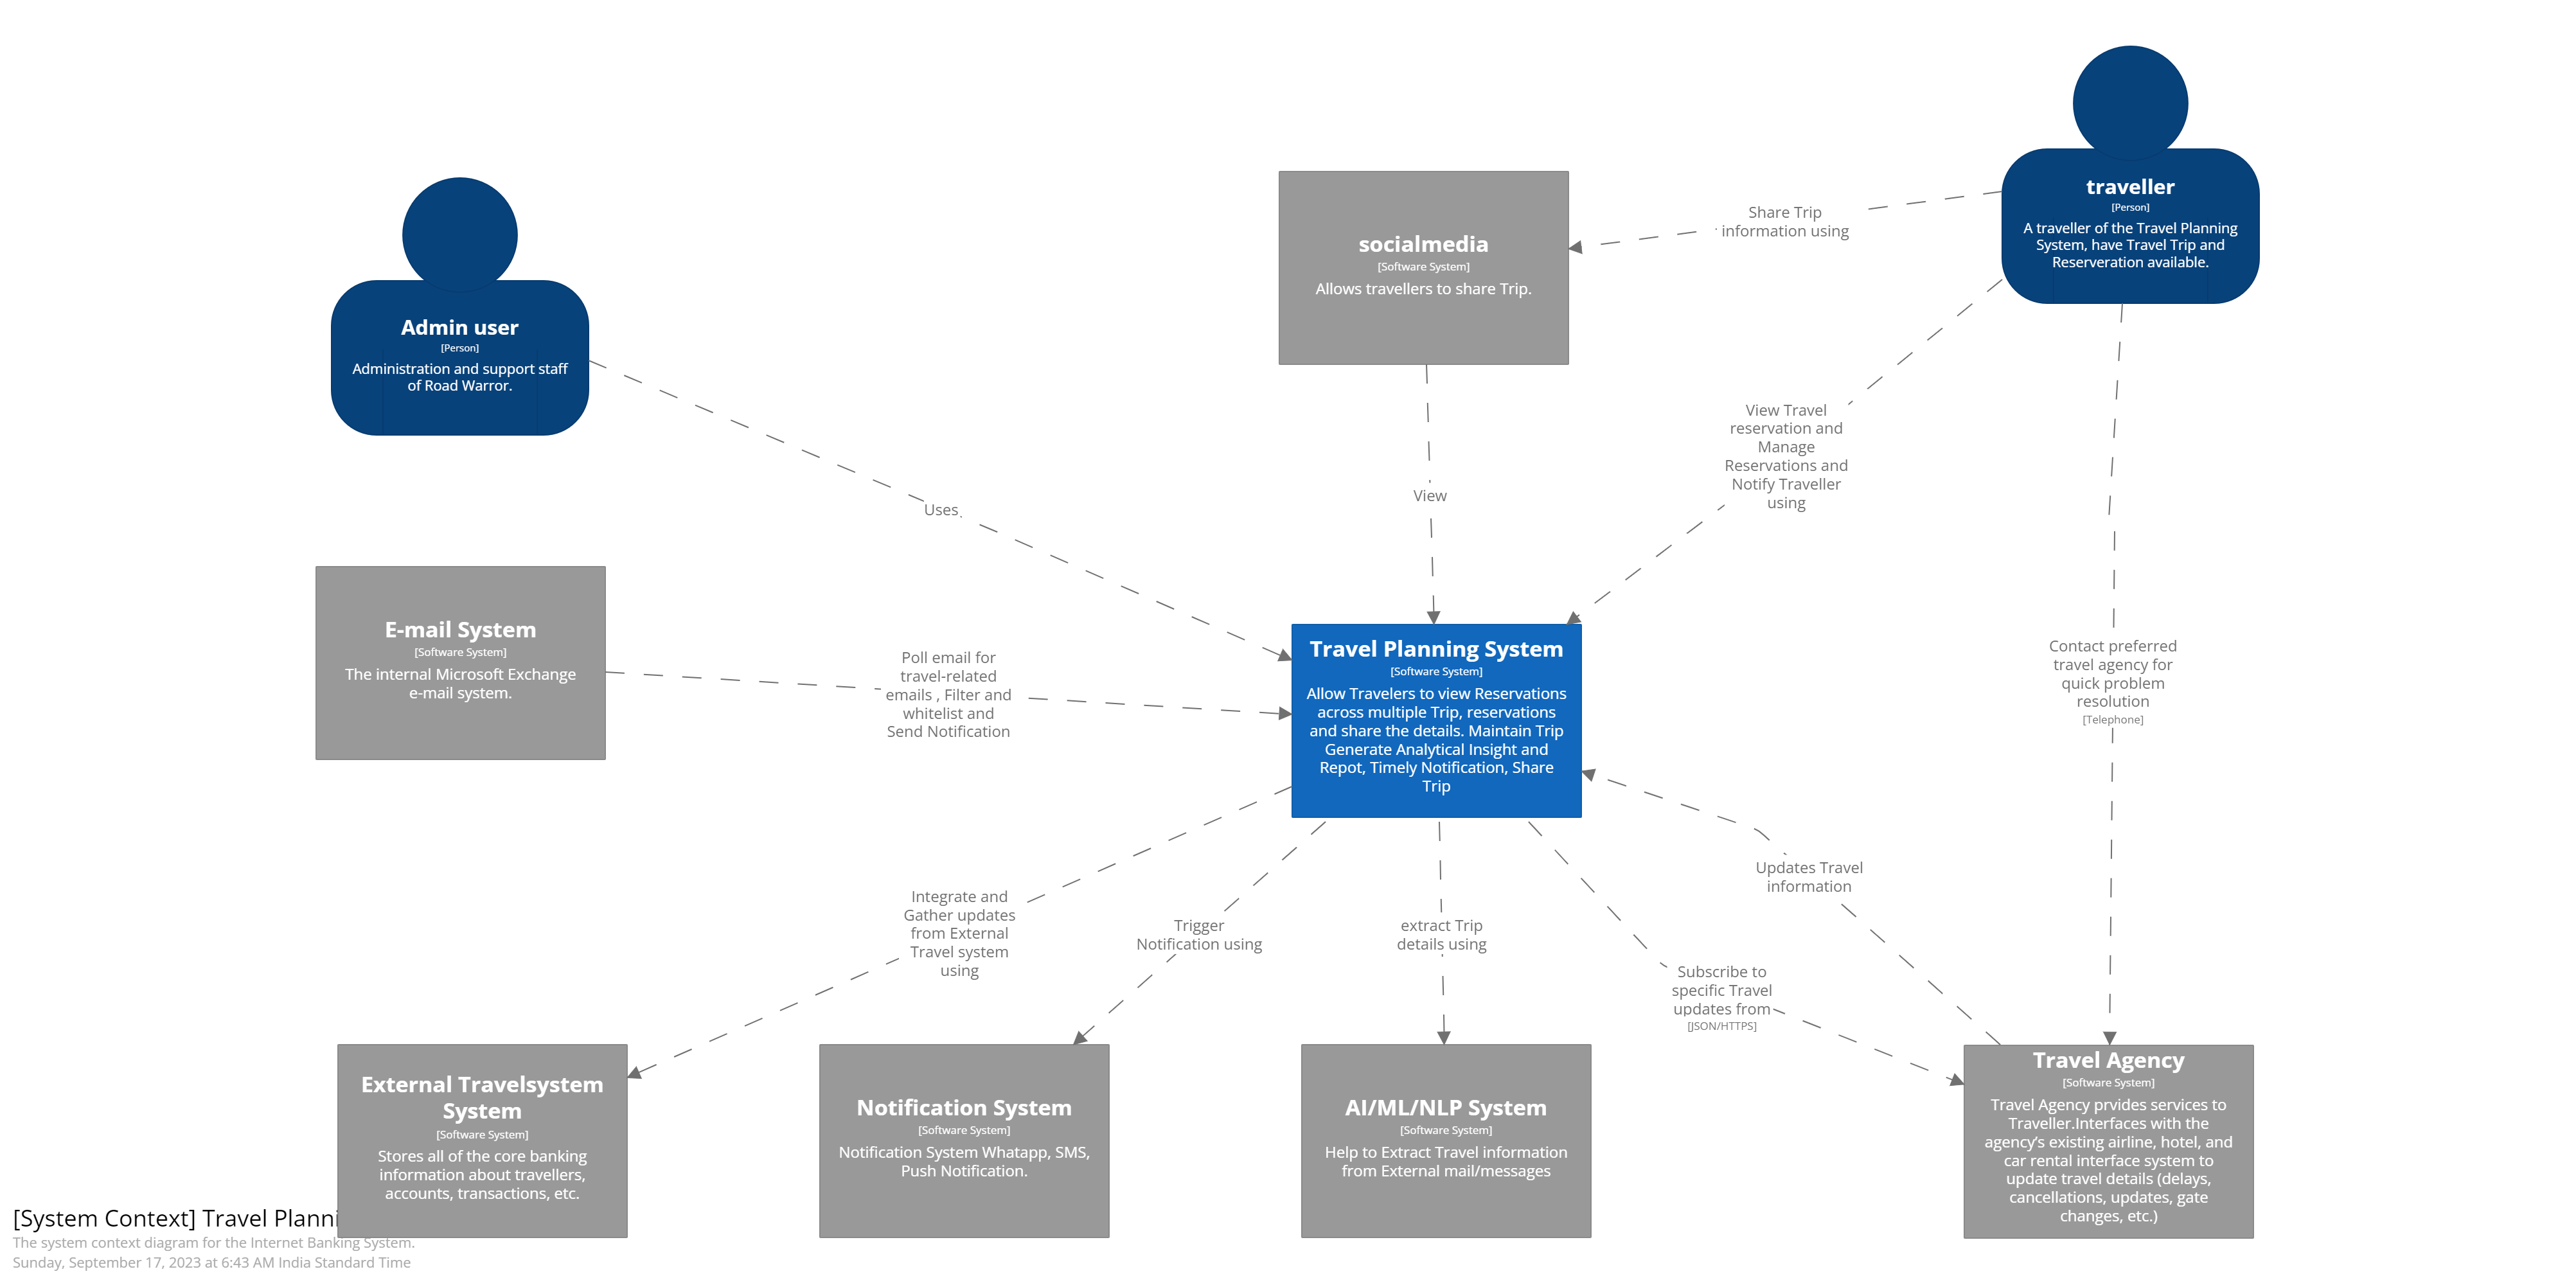 traveller
[Person]
A traveller of the Travel Planning
System, have Travel Trip and
Reserveration available.
Share Trip
information using
socialmedia
[Software System]
Allows travellers to share Trip.
Admin user
[Person]
Administration and support staff
of Road Warror.
View Travel
reservation and
Manage
Reservations and
Notify Traveller
using
View
Uses
E-mail System
[Software System]
The internal Microsoft Exchange
e-mail system.
Poll email for
travel-related
emails , Filter and
whitelist and
Send Notification
Travel Planning System
[Software System]
Allow Travelers to view Reservations
across multiple Trip, reservations
and share the details. Maintain Trip
Generate Analytical Insight and
Repot, Timely Notification, Share
Trip
Contact preferred
travel agency for
quick problem
resolution
[Telephone]
Updates Travel
information
Integrate and
Gather updates
from External
Travel system
using
Trigger
Notification using
extract Trip
details using
Subscribe to
specific Travel
updates from
[JSON/HTTPS]
External Travelsystem
System
[Software System]
Stores all of the core banking
information about travellers,
accounts, transactions, etc.
Notification System
[Software System]
Notification System Whatapp, SMS,
Push Notification.
AI/ML/NLP System
[Software System]
Help to Extract Travel information
from External mail/messages
Travel Agency
[Software System]
Travel Agency prvides services to
Traveller.Interfaces with the
agency's existing airline, hotel, and
car rental interface system to
update travel details (delays,
cancellations, updates, gate
changes, etc.)
[System Context] Travel Planni
The system context diagram for the Internet Banking System.
Sunday, September 17, 2023 at 6:43 AM India Standard Time